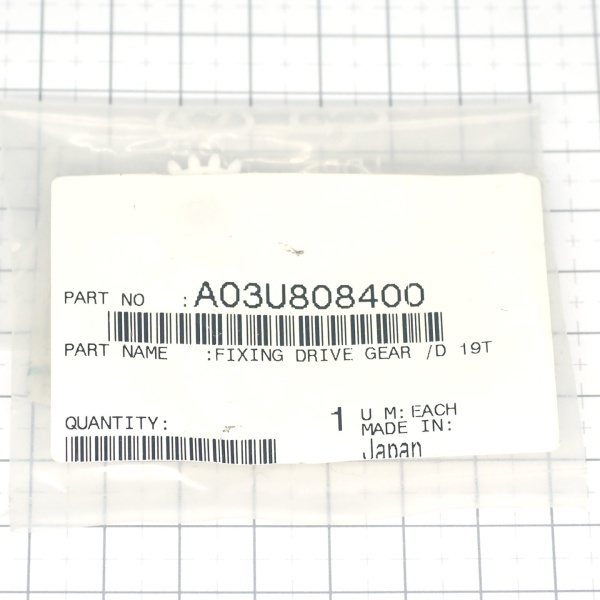 PART NO : A03U808400
PART NAME :FIXING DRIVE GEAR /D 19T
QUANTITY: 1 U M: EACH
MADE IN:
Japan